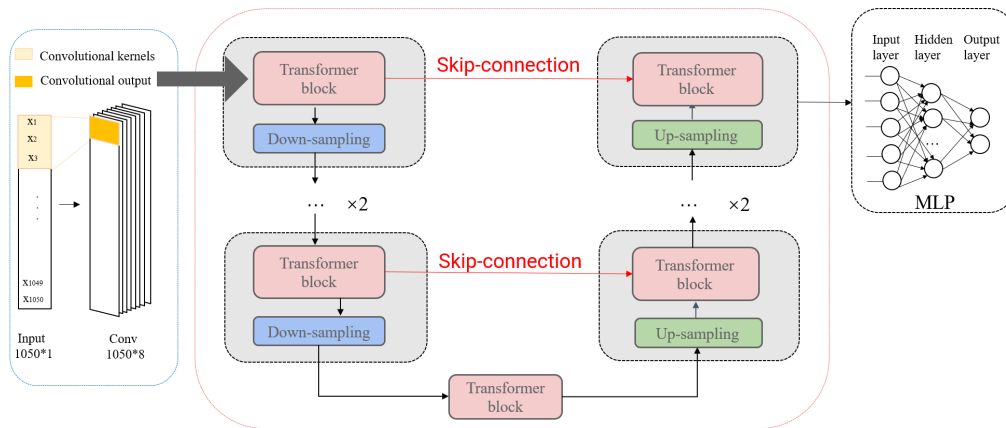 Convolutional kernels
Convolutional output
X1
X2
X3
.
.
.
X1049
X1050
Input
1050*1
Conv
1050*8
Transformer
block
Down-sampling
... ×2
Transformer
block
Down-sampling
Skip-connection
Skip-connection
Transformer
block
Transformer
block
Up-sampling
... ×2
Transformer
block
Up-sampling
Input
layer
Hidden
layer
Output
layer
...
MLP